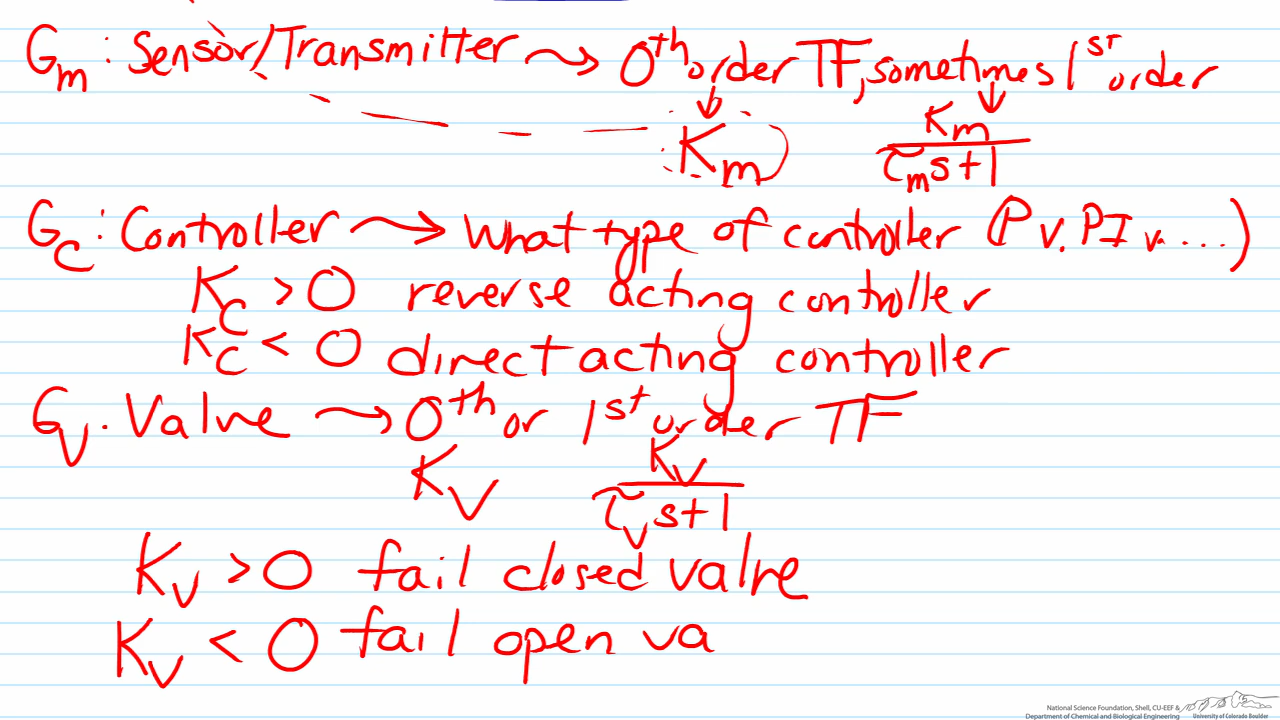 Gm: Sensor/Transmitter → 0th order TF, sometimes 1st order
↓ ↓
Km Km/(τm s+1)
Gc: Controller → What type of controller (P v. PI v. ...)
Kc > 0 reverse acting controller
Kc < 0 direct acting controller
Gv. Valve → 0th or 1st order TF
Kv Kv/(τv s+1)
Kv > 0 fail closed valve
Kv < 0 fail open va
National Science Foundation, Shell, CU-EEF &
Department of Chemical and Biological Engineering
University of Colorado Boulder